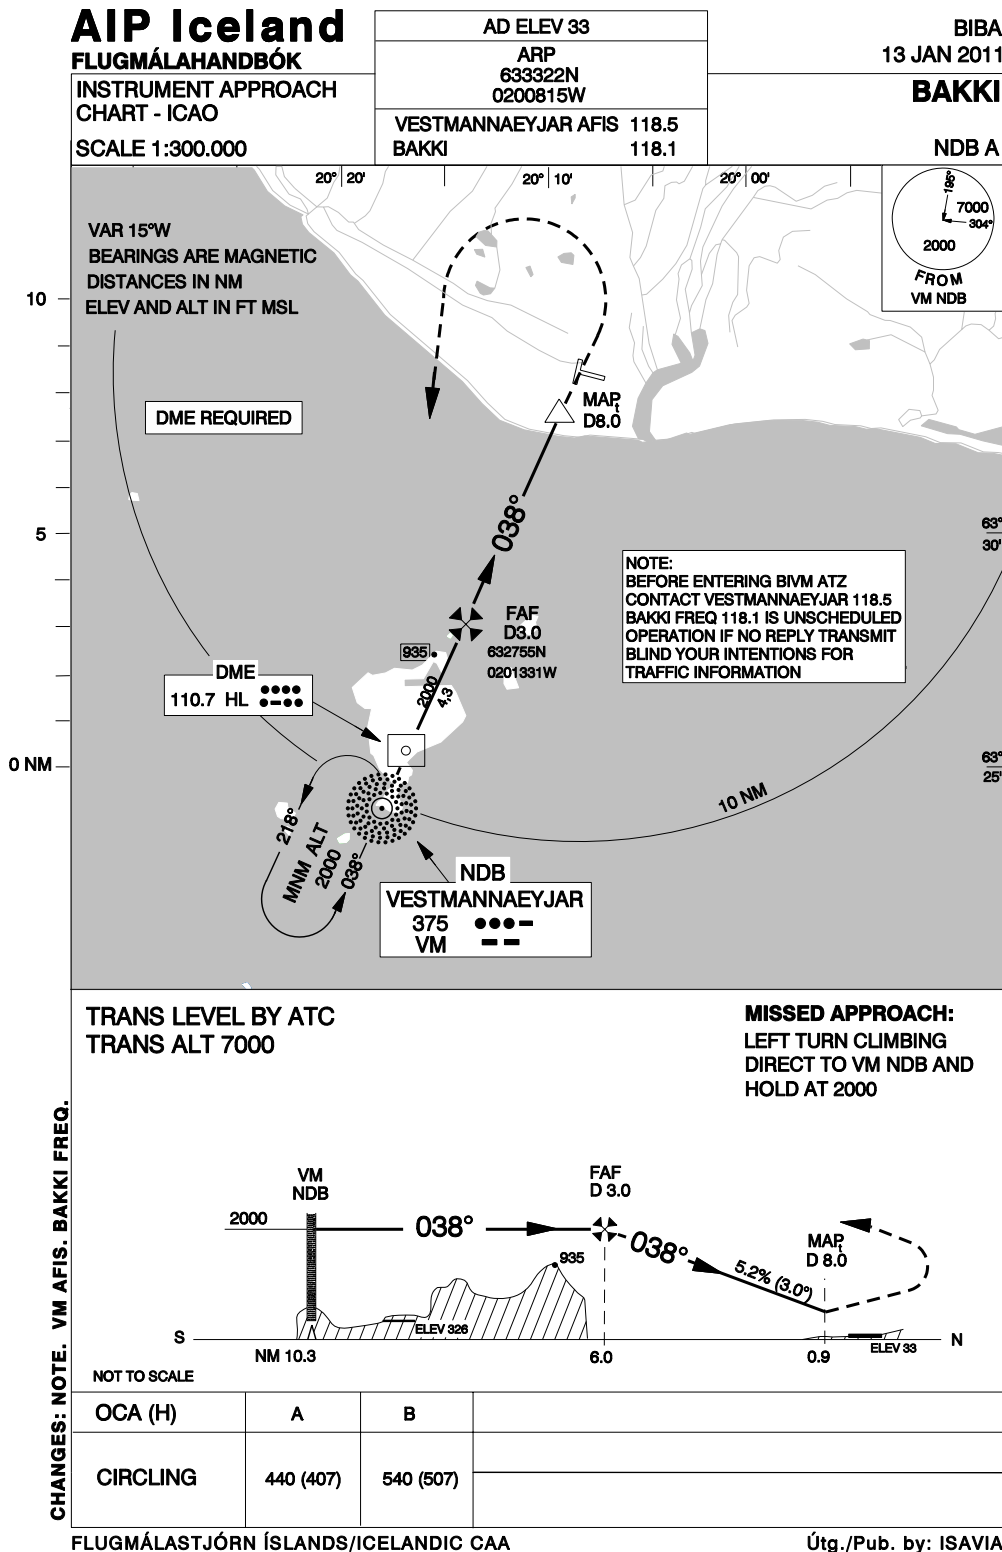 AIP Iceland
FLUGMÁLAHANDBÓK
AD ELEV 33
ARP
633322N
0200815W
VESTMANNAEYJAR AFIS 118.5
BAKKI 118.1
BIBA
13 JAN 2011
INSTRUMENT APPROACH
CHART - ICAO
SCALE 1:300.000
BAKKI
NDB A
20° 20'
20° 10'
20° 00'
195°
7000
304°
2000
FROM
VM NDB
VAR 15°W
BEARINGS ARE MAGNETIC
DISTANCES IN NM
ELEV AND ALT IN FT MSL
10
DME REQUIRED
MAPt
D8.0
038°
5
63°
30'
NOTE:
BEFORE ENTERING BIVM ATZ
CONTACT VESTMANNAEYJAR 118.5
BAKKI FREQ 118.1 IS UNSCHEDULED
OPERATION IF NO REPLY TRANSMIT
BLIND YOUR INTENTIONS FOR
TRAFFIC INFORMATION
FAF
D3.0
632755N
0201331W
935
2000
4,3
DME
110.7 HL
0 NM
63°
25'
10 NM
218°
MNM ALT
2000
038°
NDB
VESTMANNAEYJAR
375
VM
TRANS LEVEL BY ATC
TRANS ALT 7000
MISSED APPROACH:
LEFT TURN CLIMBING
DIRECT TO VM NDB AND
HOLD AT 2000
VM
NDB
2000
038°
FAF
D 3.0
038°
5.2% (3.0°)
MAPt
D 8.0
935
ELEV 326
ELEV 33
S
N
NM 10.3
6.0
0.9
NOT TO SCALE
OCA (H) A B
CIRCLING 440 (407) 540 (507)
CHANGES: NOTE. VM AFIS. BAKKI FREQ.
FLUGMÁLASTJÓRN ÍSLANDS/ICELANDIC CAA
Útg./Pub. by: ISAVIA